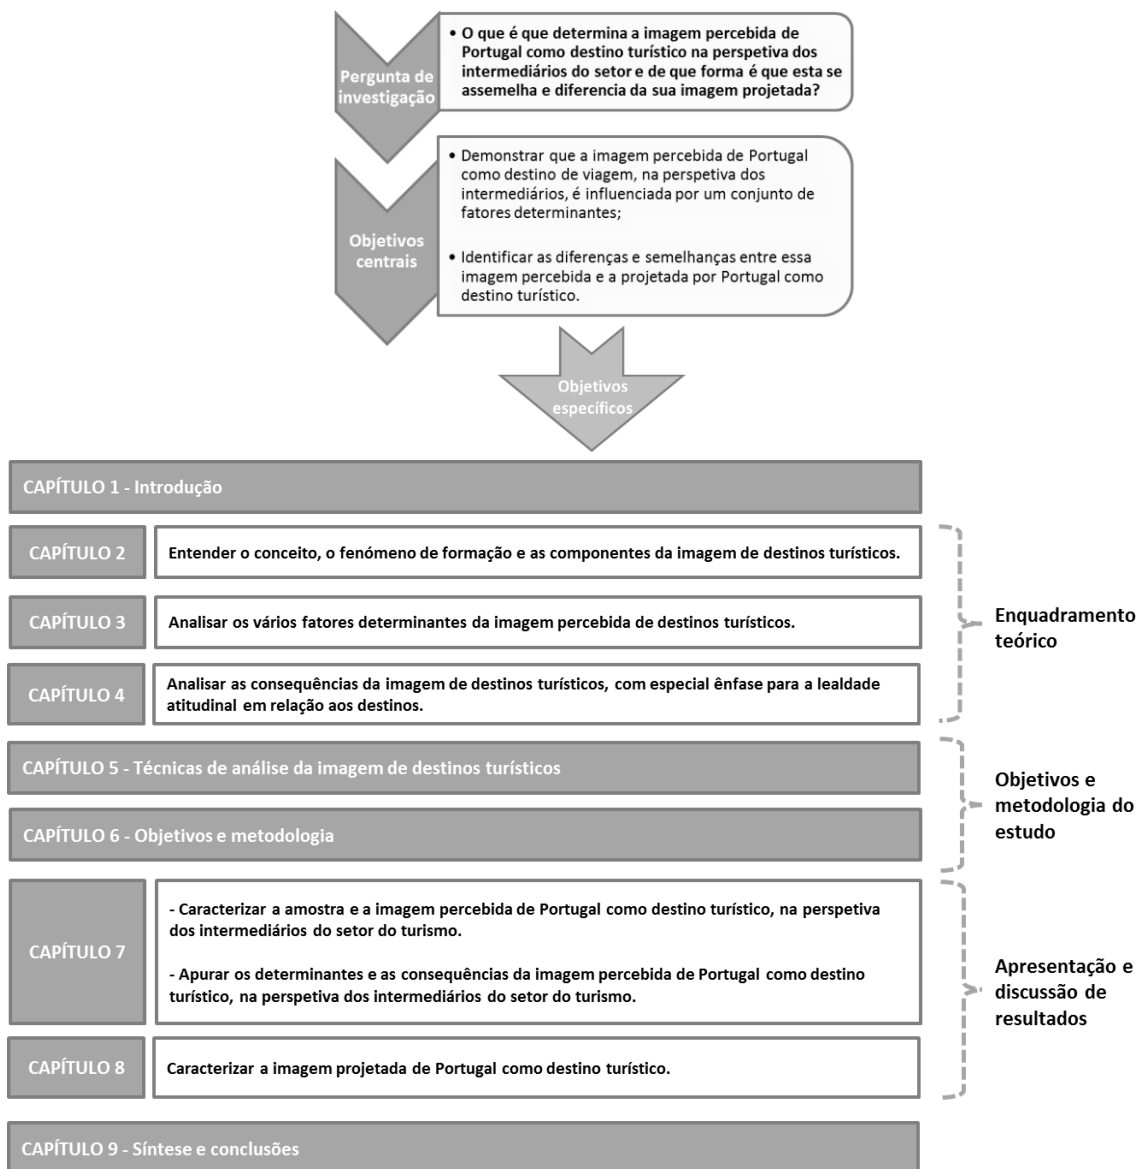 Pergunta de
investigação
• O que é que determina a imagem percebida de
Portugal como destino turístico na perspetiva dos
intermediários do setor e de que forma é que esta se
assemelha e diferencia da sua imagem projetada?
Objetivos
centrais
• Demonstrar que a imagem percebida de Portugal
como destino de viagem, na perspetiva dos
intermediários, é influenciada por um conjunto de
fatores determinantes;
• Identificar as diferenças e semelhanças entre essa
imagem percebida e a projetada por Portugal como
destino turístico.
Objetivos
específicos
CAPÍTULO 1 - Introdução
CAPÍTULO 2
Entender o conceito, o fenómeno de formação e as componentes da imagem de destinos turísticos.
CAPÍTULO 3
Analisar os vários fatores determinantes da imagem percebida de destinos turísticos.
CAPÍTULO 4
Analisar as consequências da imagem de destinos turísticos, com especial ênfase para a lealdade
atitudinal em relação aos destinos.
Enquadramento
teórico
CAPÍTULO 5 - Técnicas de análise da imagem de destinos turísticos
CAPÍTULO 6 - Objetivos e metodologia
Objetivos e
metodologia do
estudo
CAPÍTULO 7
- Caracterizar a amostra e a imagem percebida de Portugal como destino turístico, na perspetiva
dos intermediários do setor do turismo.
- Apurar os determinantes e as consequências da imagem percebida de Portugal como destino
turístico, na perspetiva dos intermediários do setor do turismo.
CAPÍTULO 8
Caracterizar a imagem projetada de Portugal como destino turístico.
Apresentação e
discussão de
resultados
CAPÍTULO 9 - Síntese e conclusões